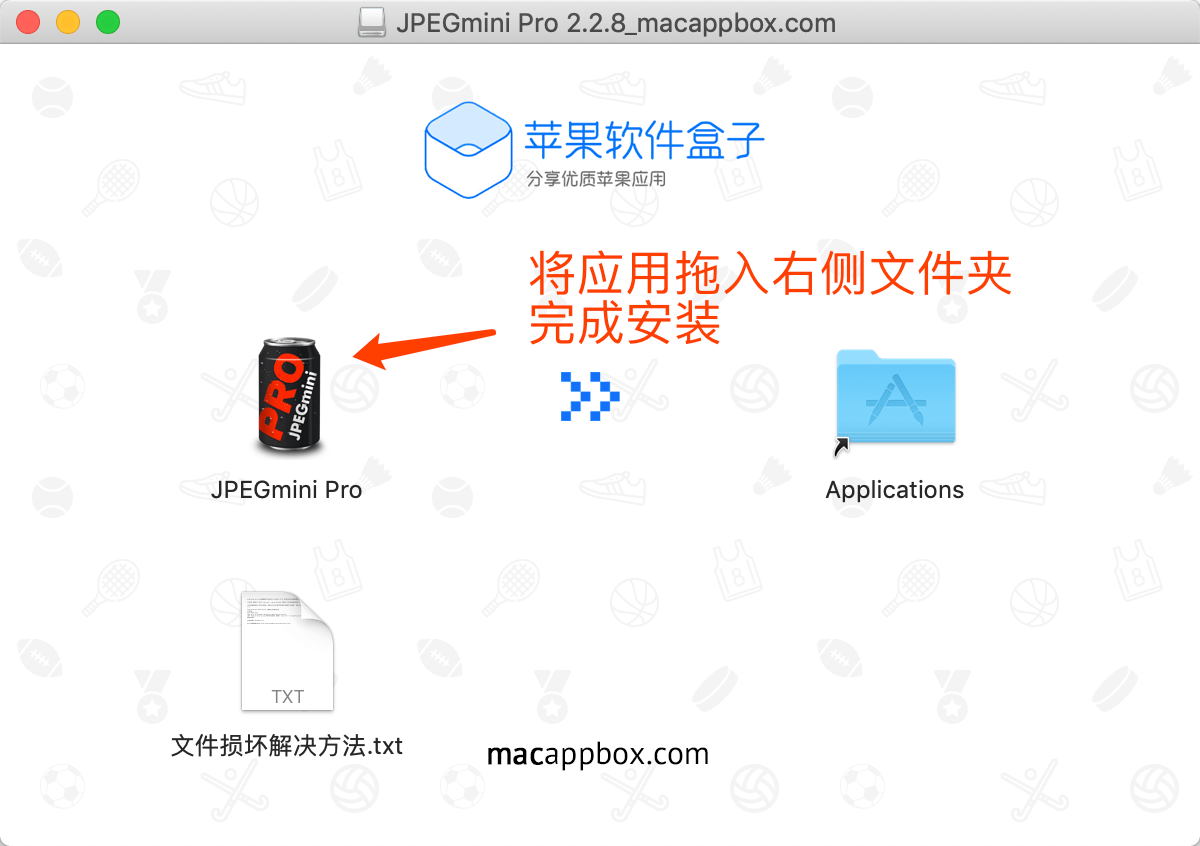 JPEGmini Pro 2.2.8_macappbox.com
苹果软件盒子
分享优质苹果应用
将应用拖入右侧文件夹
完成安装
PRO
JPEGmini
JPEGmini Pro
Applications
TXT
文件损坏解决方法.txt
macappbox.com